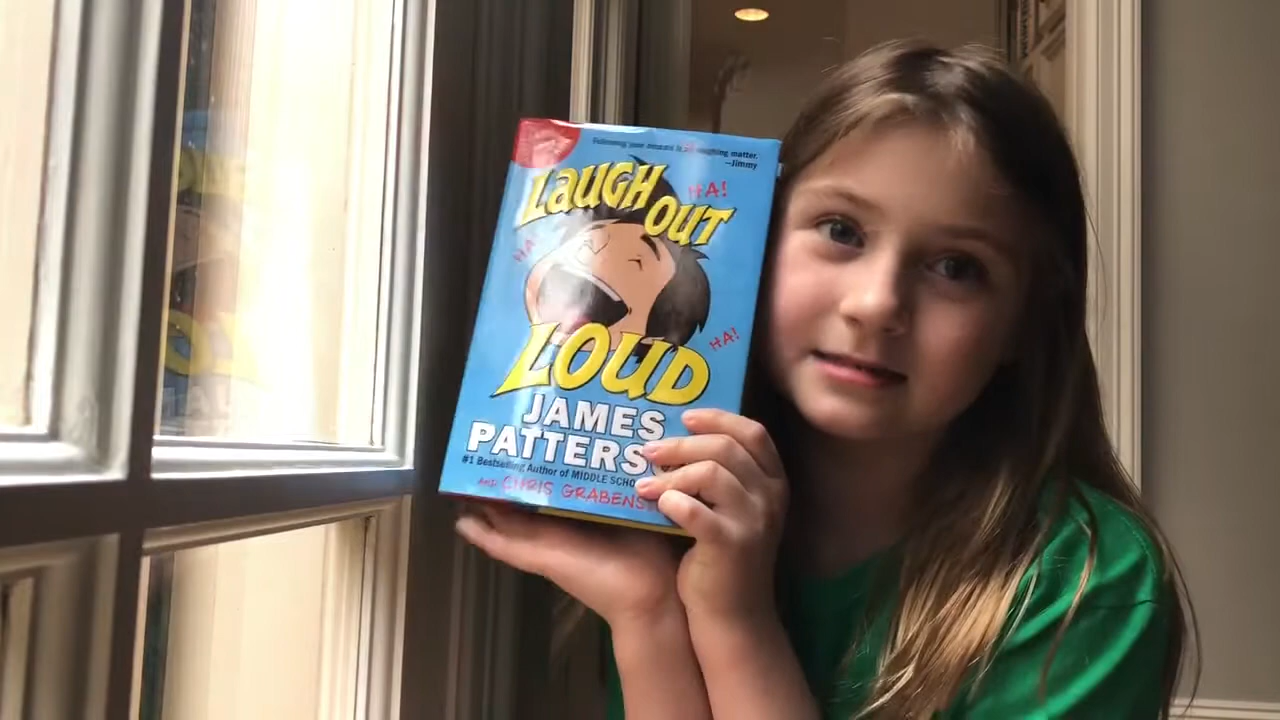 Following your dreams is no laughing matter.
—Jimmy
LAUGH
HA!
OUT
HA
LOUD
HA!
JAMES
PATTERS
#1 Bestselling Author of MIDDLE SCHO
AND CHRIS GRABENS